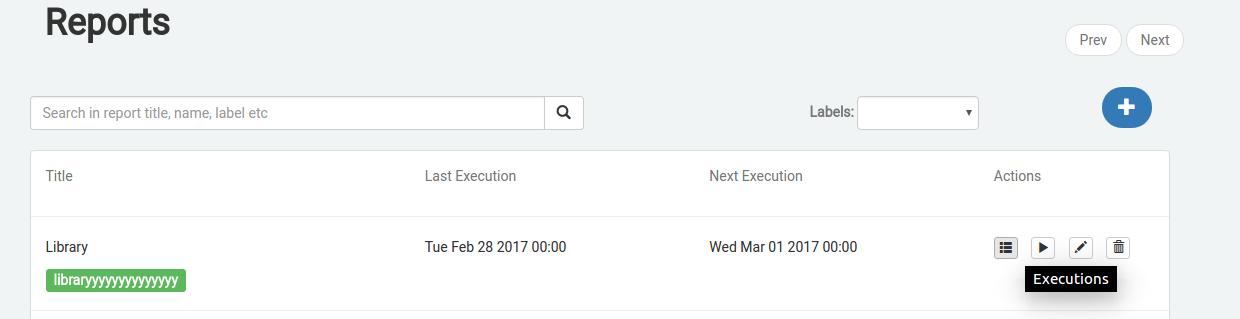 Reports
Prev Next
Search in report title, name, label etc Labels:
Title Last Execution Next Execution Actions
Library Tue Feb 28 2017 00:00 Wed Mar 01 2017 00:00
libraryyyyyyyyyyyyyy
Executions